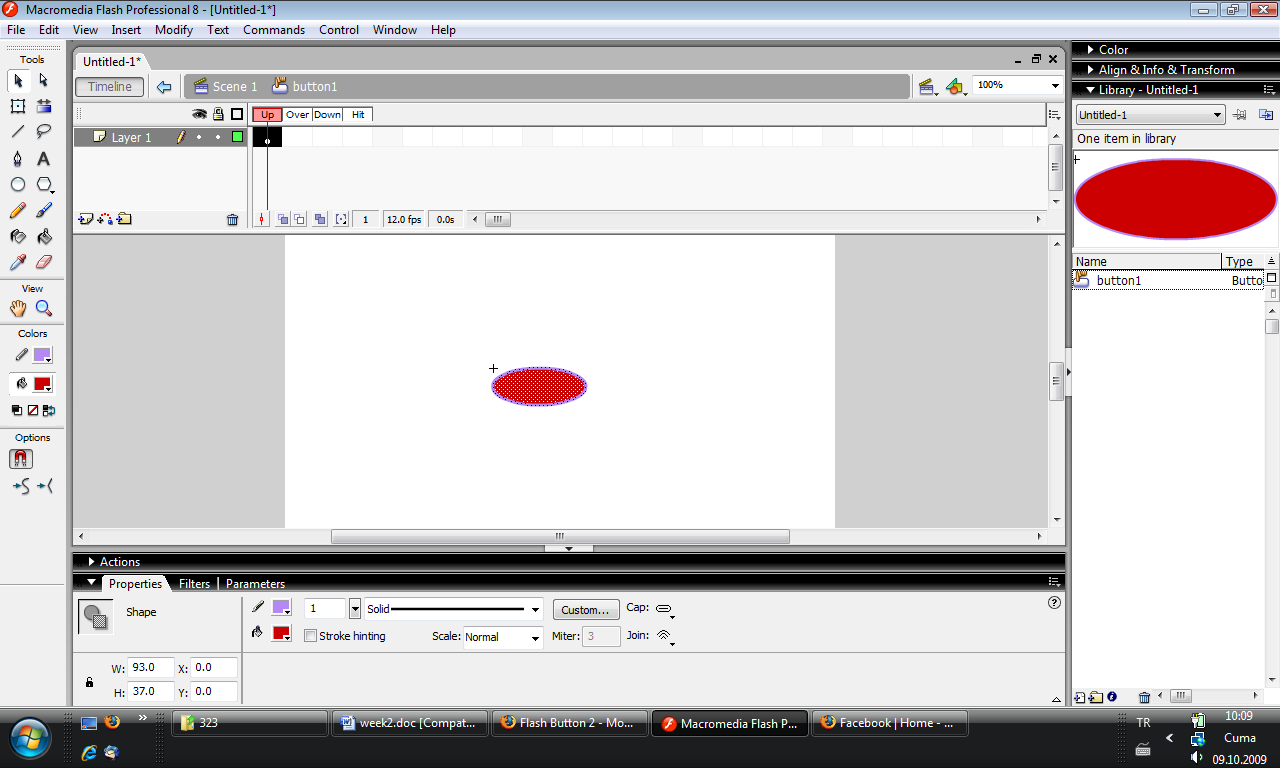 Macromedia Flash Professional 8 - [Untitled-1*]
File Edit View Insert Modify Text Commands Control Window Help
Tools
View
Colors
Options
Untitled-1*
Timeline
Scene 1
button1
100%
Up Over Down Hit
Layer 1
1 12.0 fps 0.0s
Actions
Properties Filters Parameters
Shape
1 Solid Custom... Cap:
Stroke hinting Scale: Normal Miter: 3 Join:
W: 93.0 X: 0.0
H: 37.0 Y: 0.0
Color
Align & Info & Transform
Library - Untitled-1
Untitled-1
One item in library
Name Type
button1 Butto
323
week2.doc [Compat...
Flash Button 2 - Mo...
Macromedia Flash P...
Facebook | Home - ...
TR
10:09
Cuma
09.10.2009